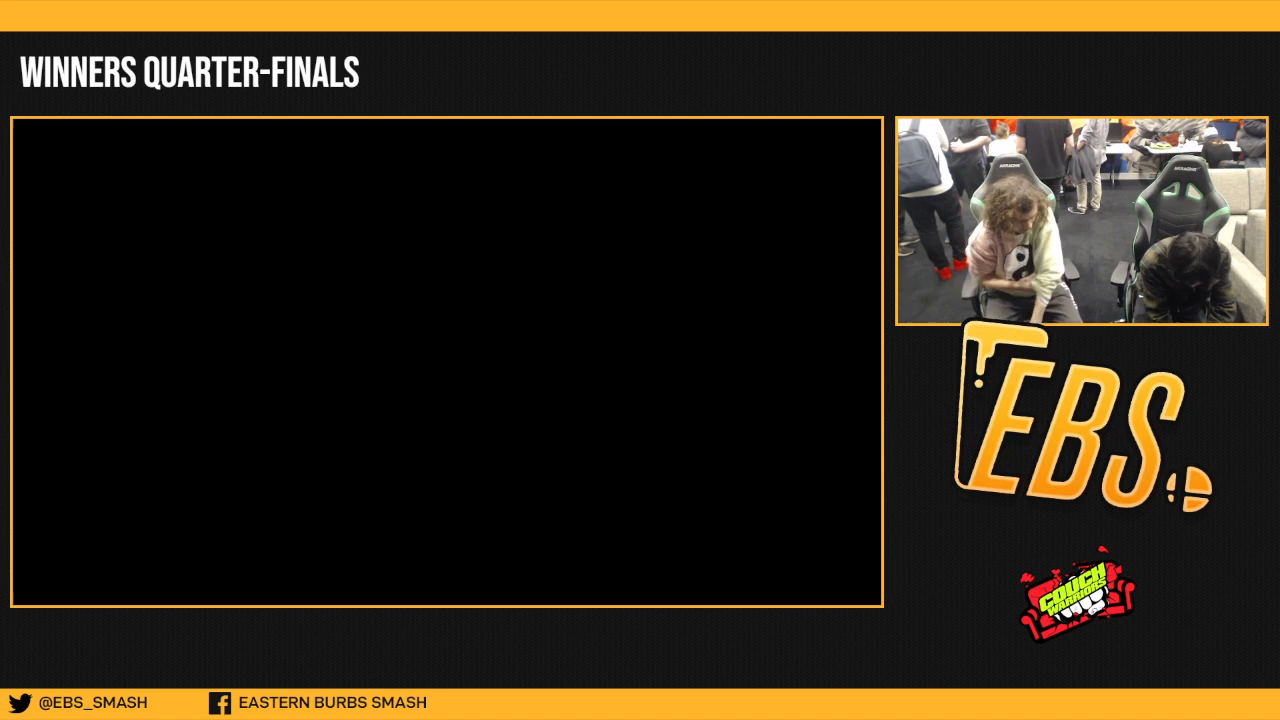 WINNERS QUARTER-FINALS
EBS
COUCH
WARRIORS
@EBS_SMASH
EASTERN BURBS SMASH